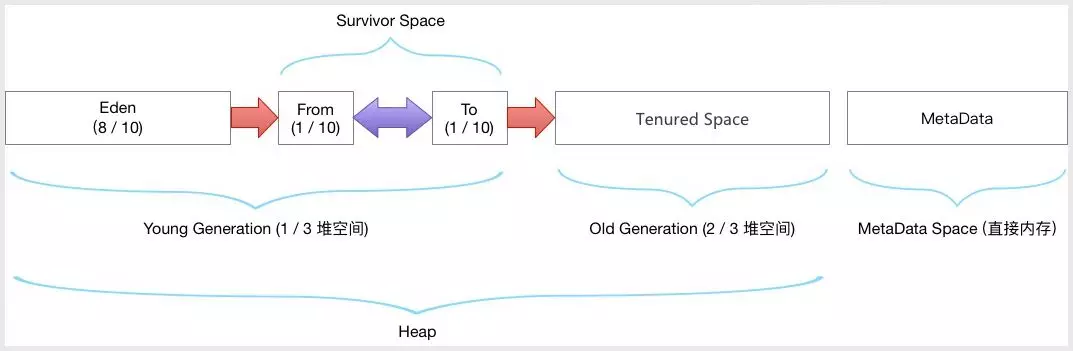 Survivor Space
Eden
(8 / 10)
From
(1 / 10)
To
(1 / 10)
Tenured Space
MetaData
Young Generation (1 / 3 堆空间)
Old Generation (2 / 3 堆空间)
MetaData Space (直接内存)
Heap